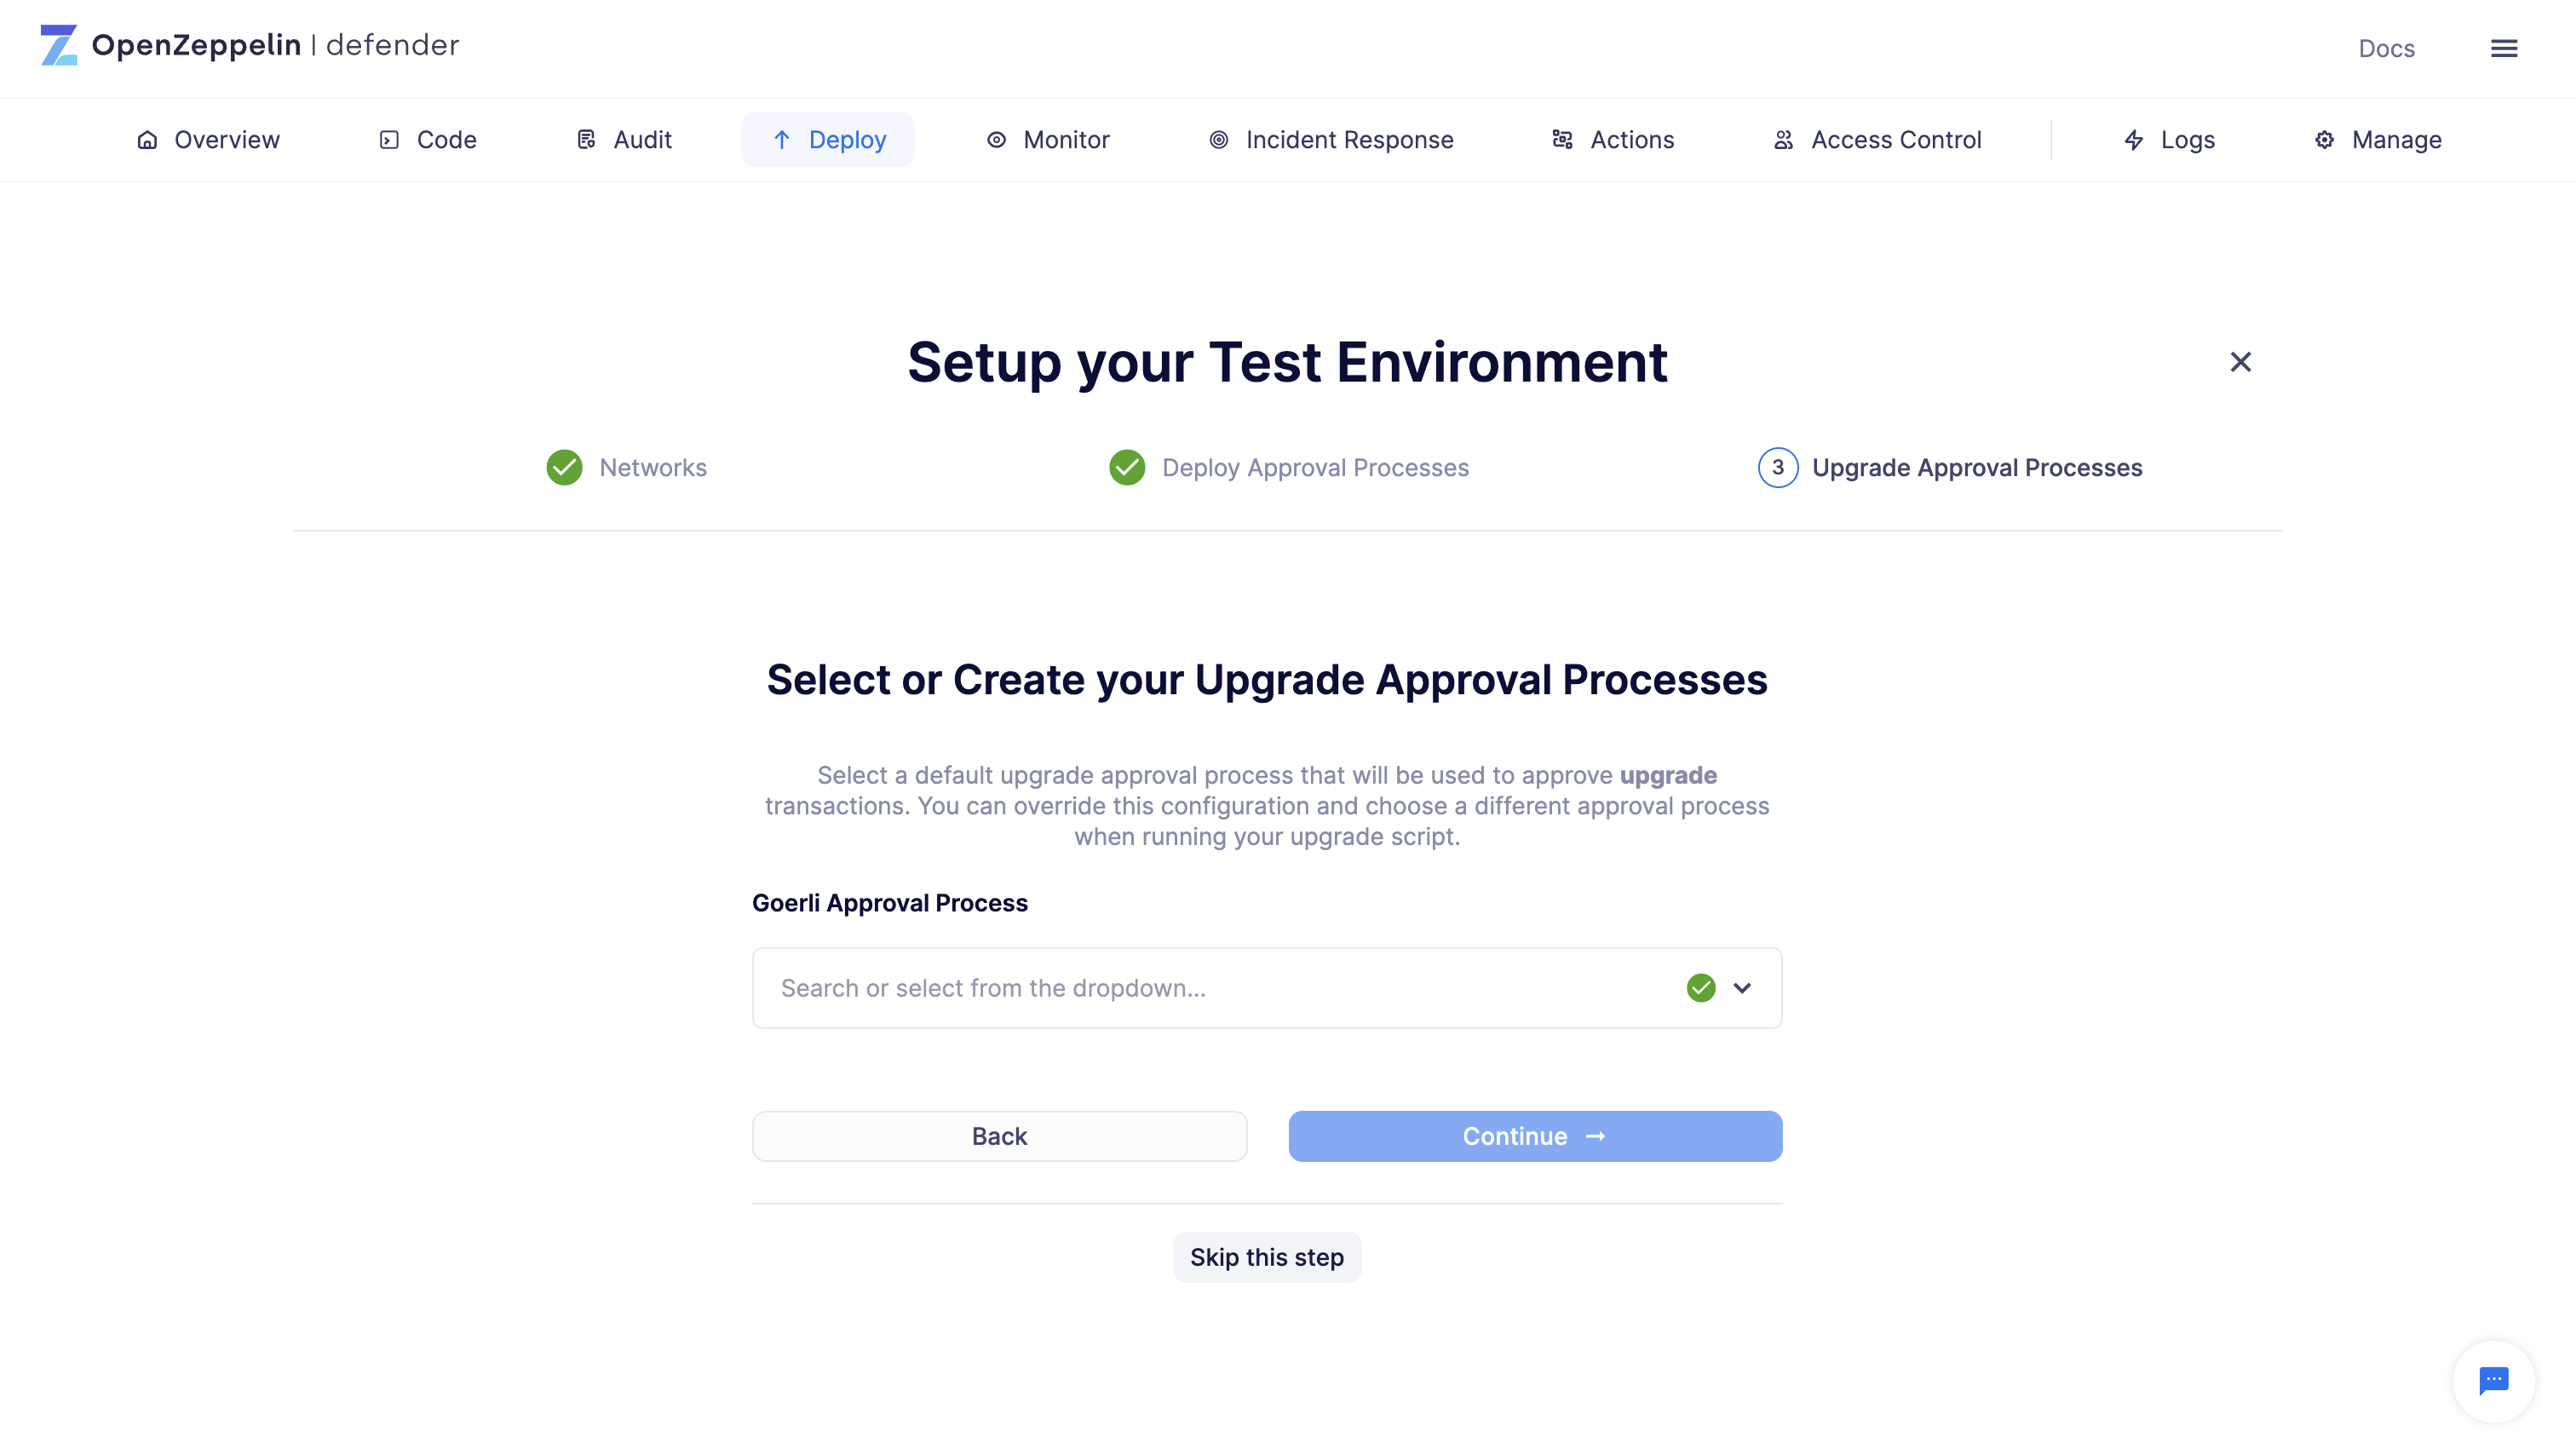 OpenZeppelin | defender
Docs
Overview
Code
Audit
Deploy
Monitor
Incident Response
Actions
Access Control
Logs
Manage
Setup your Test Environment
Networks
Deploy Approval Processes
3 Upgrade Approval Processes
Select or Create your Upgrade Approval Processes
Select a default upgrade approval process that will be used to approve upgrade
transactions. You can override this configuration and choose a different approval process
when running your upgrade script.
Goerli Approval Process
Search or select from the dropdown...
Back
Continue →
Skip this step